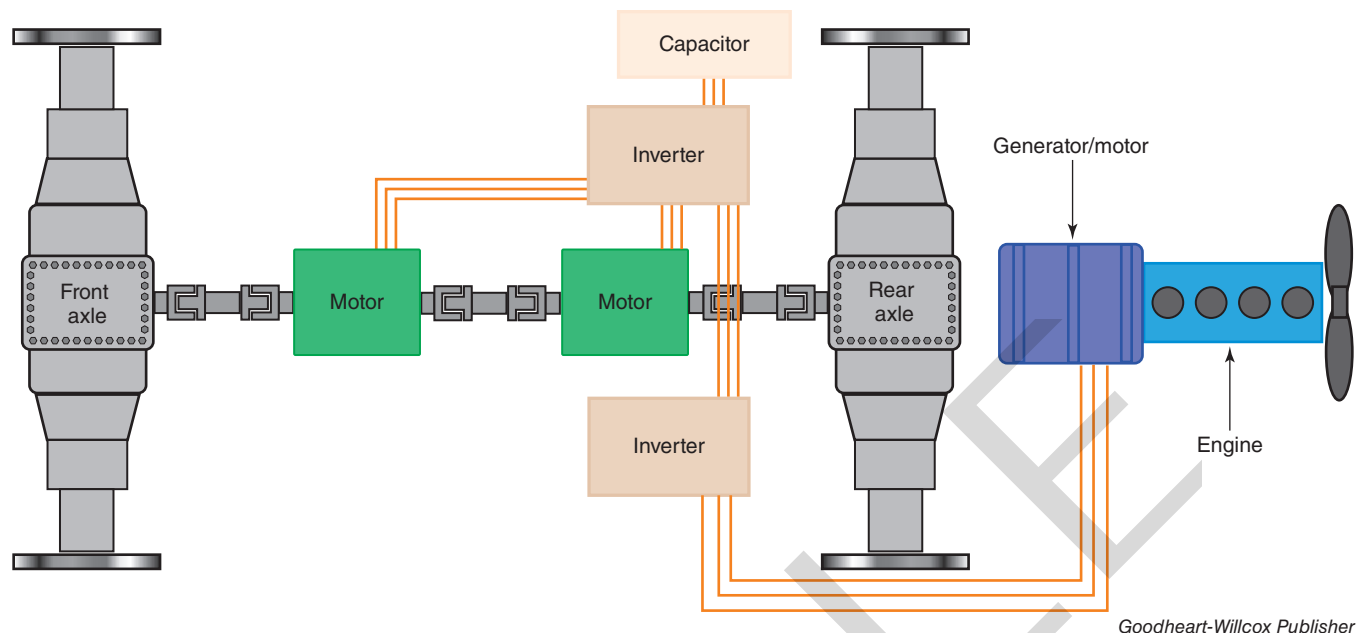 Capacitor
Inverter
Generator/motor
Front
axle
Motor
Motor
Rear
axle
Inverter
Engine
Goodheart-Willcox Publisher